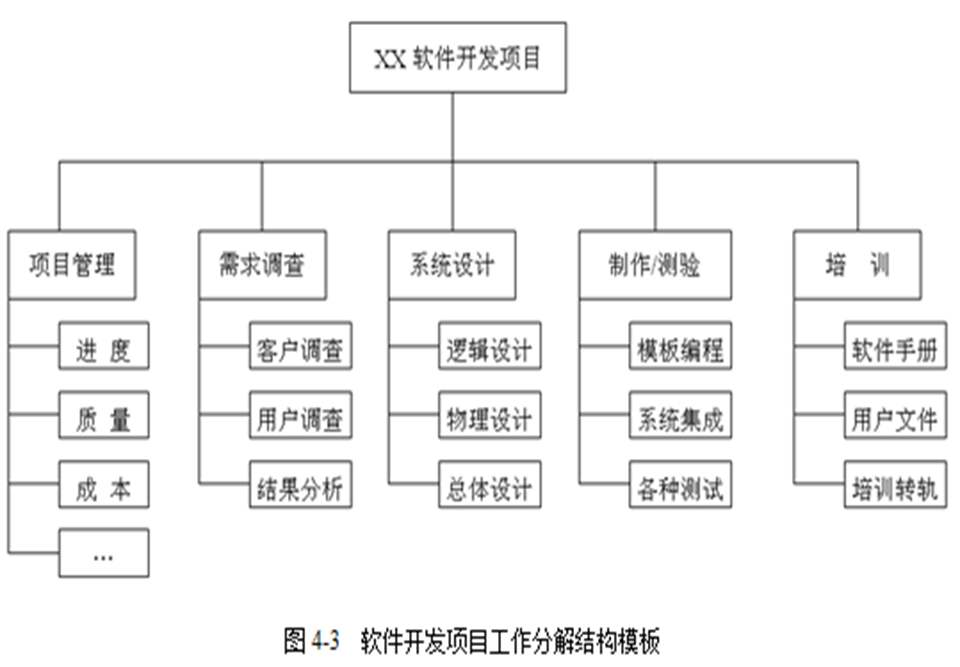 XX 软件开发项目
项目管理
需求调查
系统设计
制作/测验
培 训
进 度
客户调查
逻辑设计
模板编程
软件手册
质 量
用户调查
物理设计
系统集成
用户文件
成 本
结果分析
总体设计
各种测试
培训转轨
...
图 4-3 软件开发项目工作分解结构模板